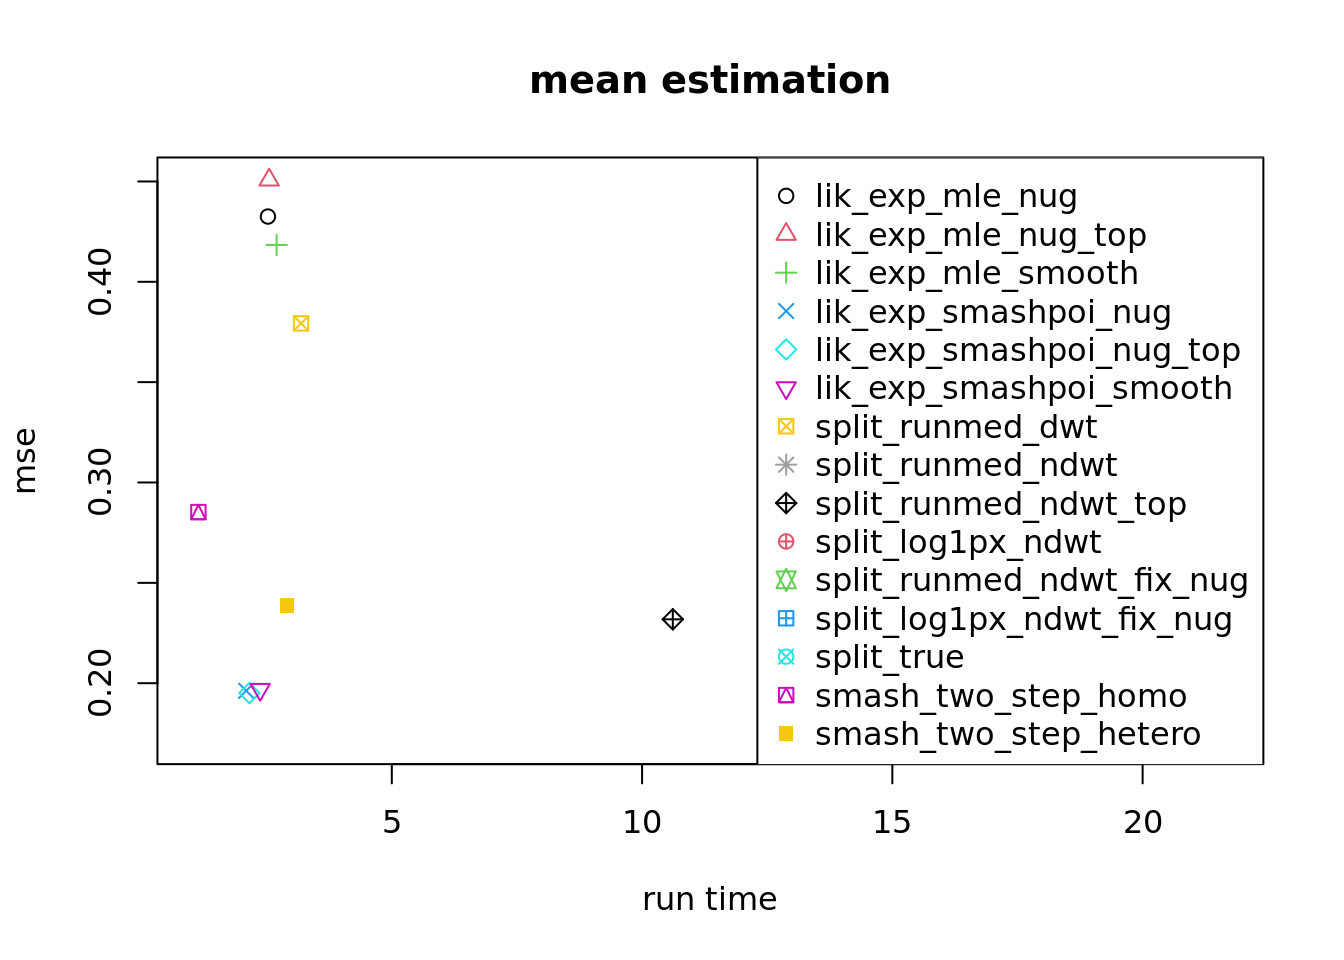 mean estimation
mse
0.40
0.30
0.20
lik_exp_mle_nug
lik_exp_mle_nug_top
lik_exp_mle_smooth
lik_exp_smashpoi_nug
lik_exp_smashpoi_nug_top
lik_exp_smashpoi_smooth
split_runmed_dwt
split_runmed_ndwt
split_runmed_ndwt_top
split_log1px_ndwt
split_runmed_ndwt_fix_nug
split_log1px_ndwt_fix_nug
split_true
smash_two_step_homo
smash_two_step_hetero
5 10 15 20
run time